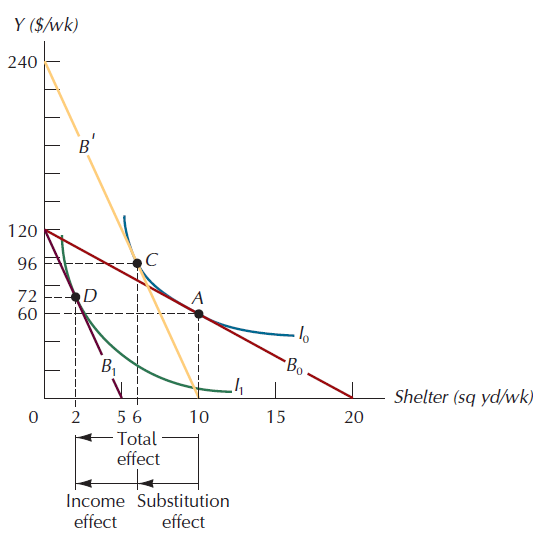 Y ($/wk)
240
B'
120
96
C
72
D
A
60
I0
B1
B0
I1
Shelter (sq yd/wk)
0 2 5 6 10 15 20
Total
effect
Income Substitution
effect effect